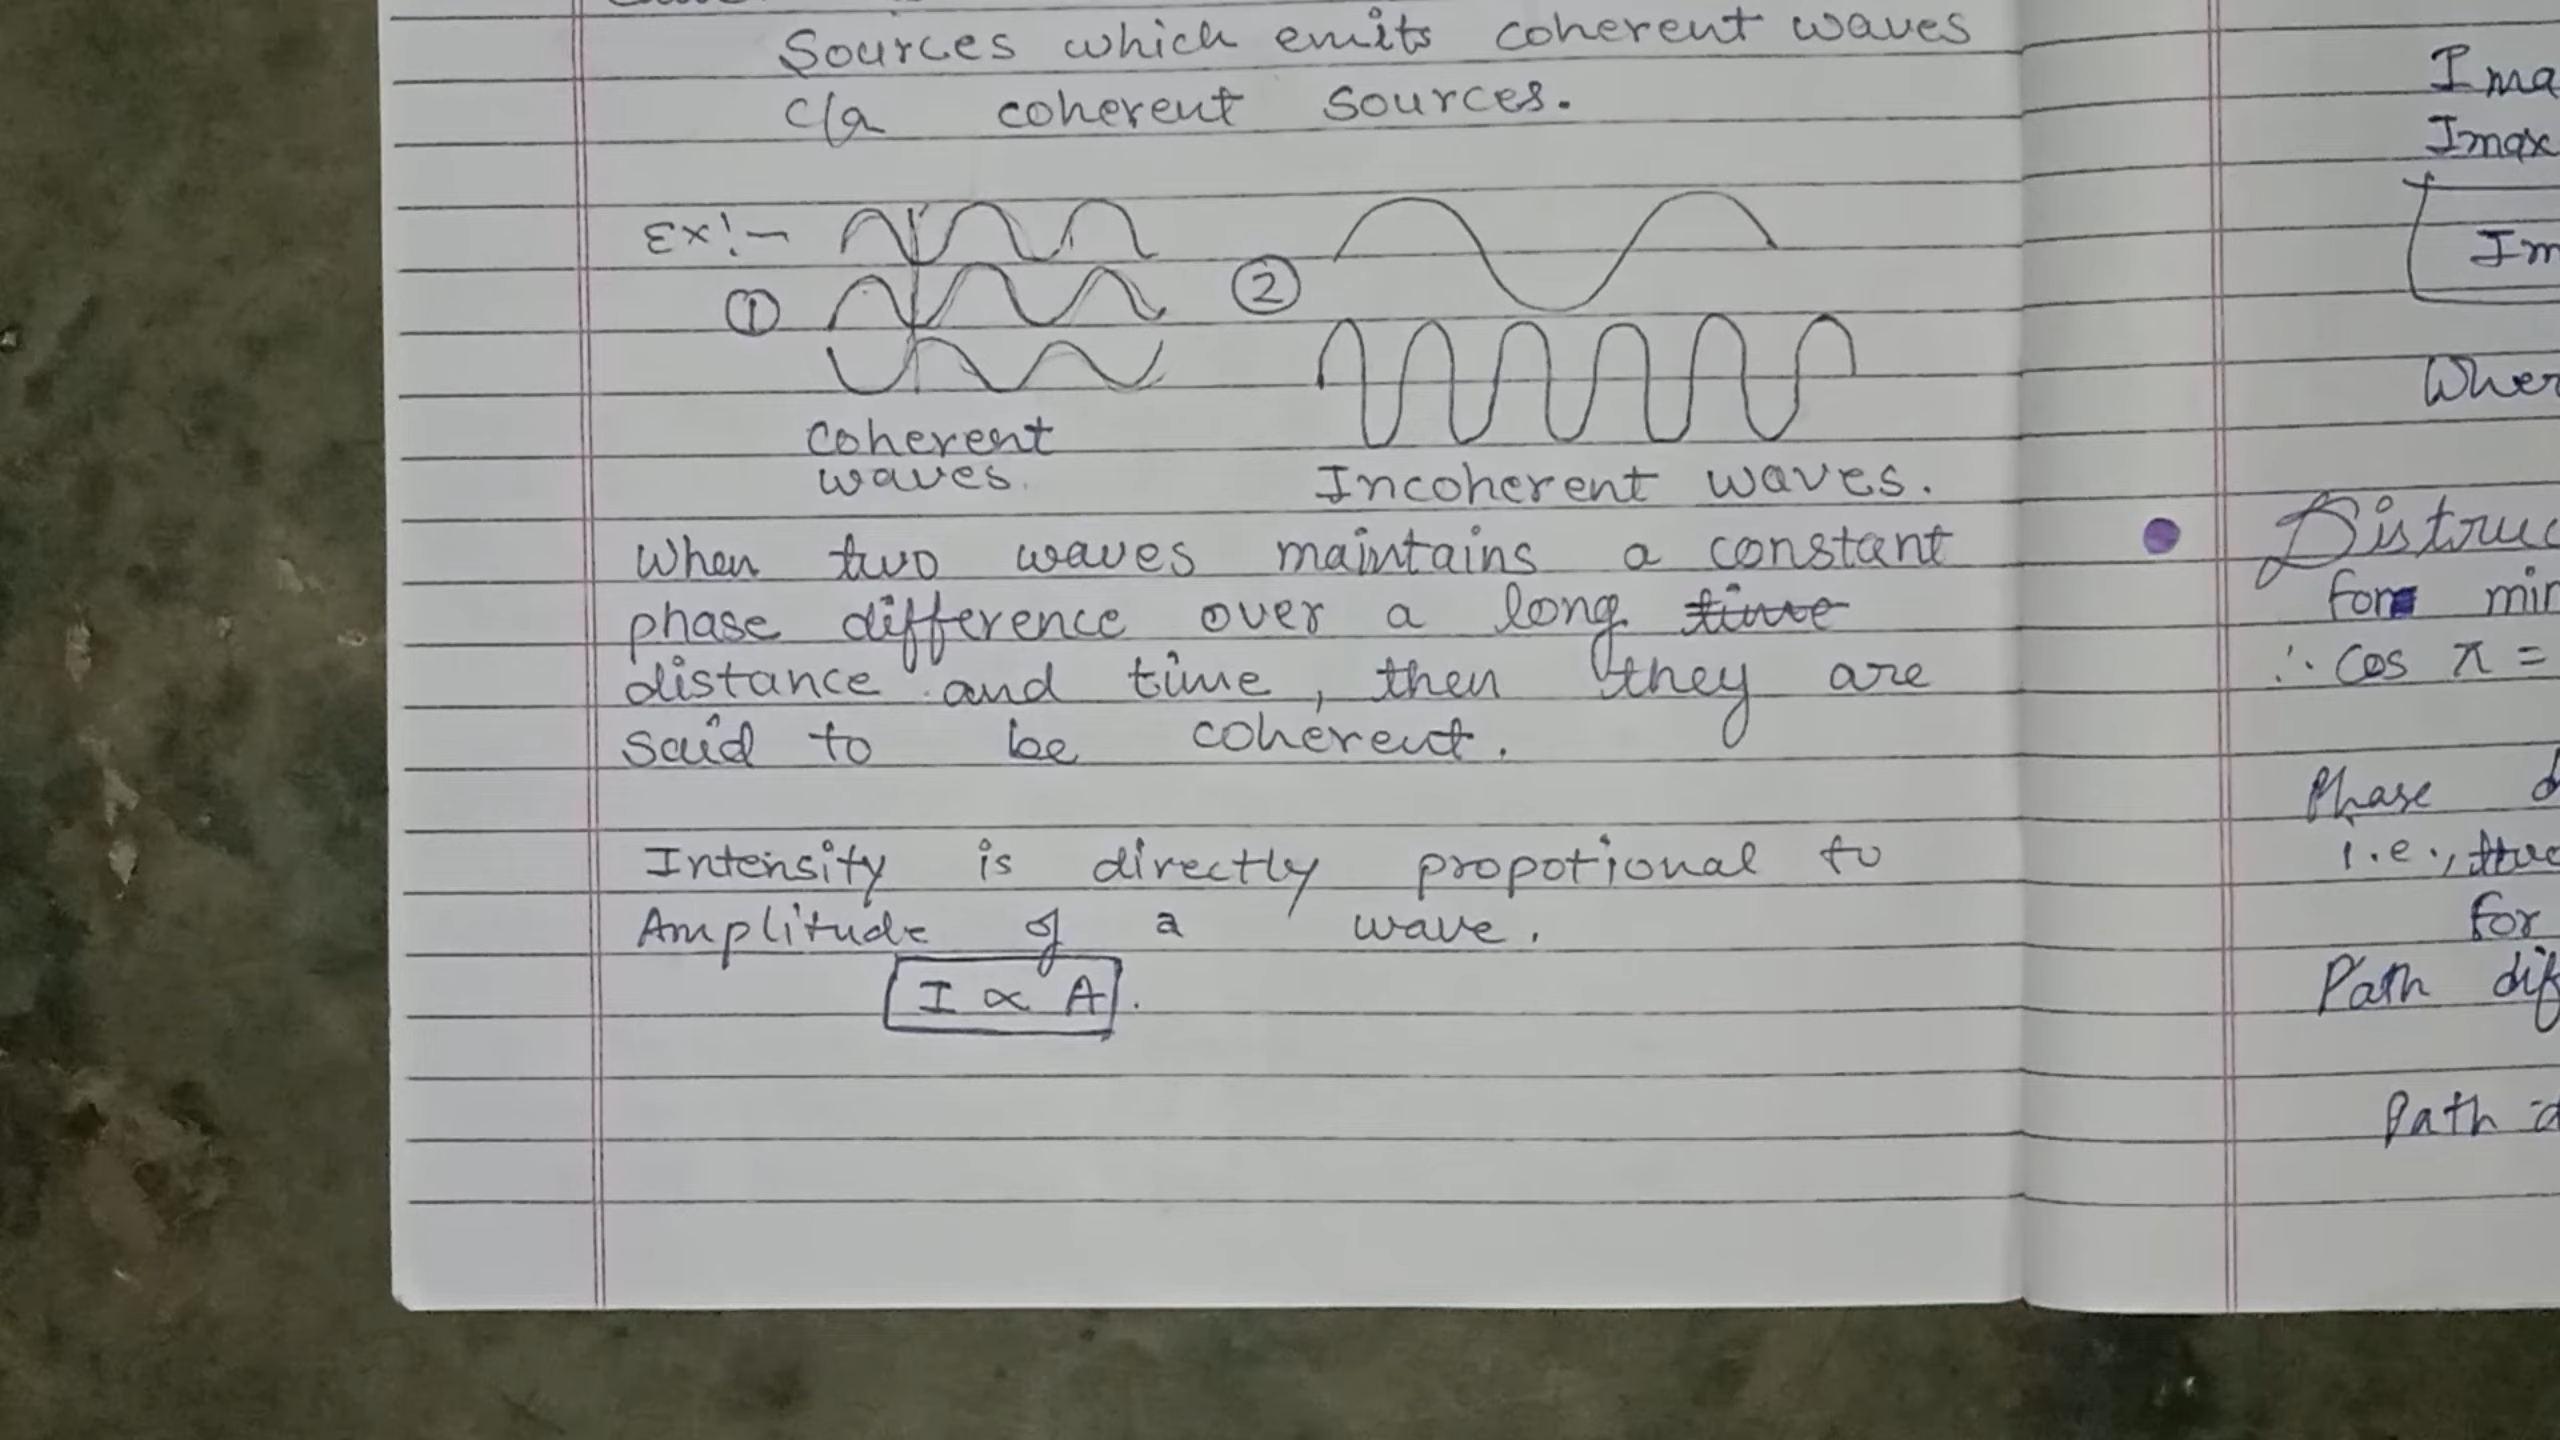 Sources which emits coherent waves
c/a coherent sources.
Ex:-
①
②
coherent
waves.
Incoherent waves.
When two waves maintains a constant
phase difference over a long time
distance and time, then they are
said to be coherent.
Intensity is directly propotional to
Amplitude of a wave.
I ∝ A.
Ima
Imax
Im
Wher
Distruc
for min
∴ cos π =
Phase d
i.e.,
for
Path dif
Path d